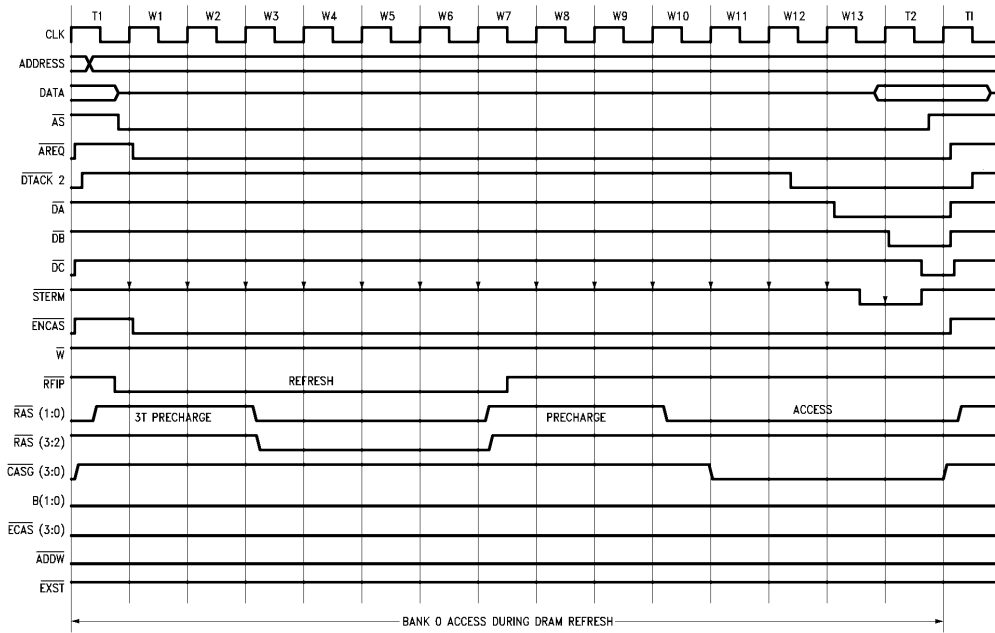 T1 W1 W2 W3 W4 W5 W6 W7 W8 W9 W10 W11 W12 W13 T2 TI
CLK
ADDRESS
DATA
AS
AREQ
DTACK 2
DA
DB
DC
STERM
ENCAS
W
RFIP REFRESH
RAS (1:0) 3T PRECHARGE PRECHARGE ACCESS
RAS (3:2)
CASG (3:0)
B(1:0)
ECAS (3:0)
ADDW
EXST
BANK 0 ACCESS DURING DRAM REFRESH